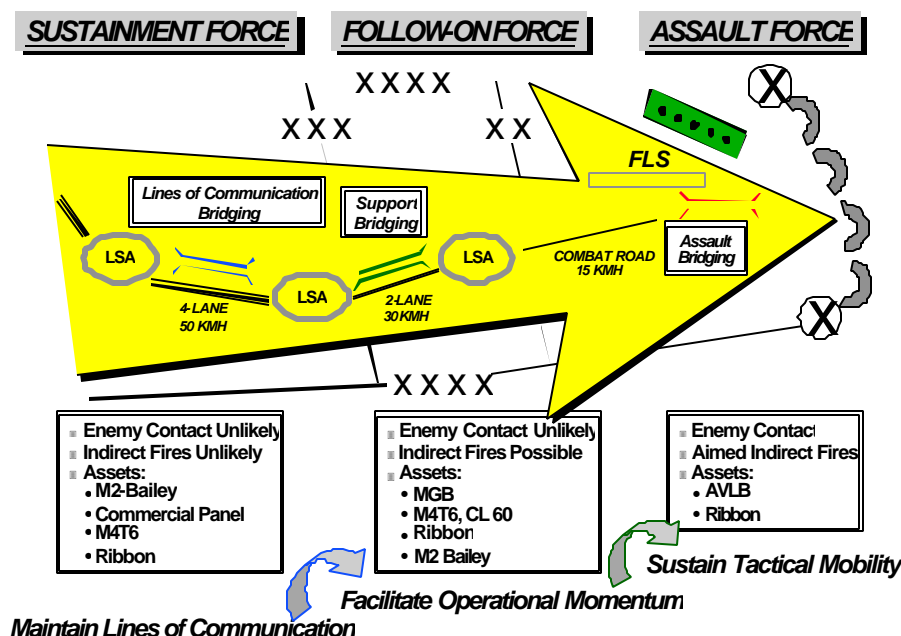 SUSTAINMENT FORCE
FOLLOW-ON FORCE
ASSAULT FORCE
X X X X
X
X X X
X X
FLS
Lines of Communication
Bridging
Support
Bridging
Assault
Bridging
LSA
LSA
LSA
COMBAT ROAD
15 KMH
4-LANE
50 KMH
2-LANE
30 KMH
X
X X X X
Enemy Contact Unlikely
Indirect Fires Unlikely
Assets:
• M2-Bailey
• Commercial Panel
• M4T6
• Ribbon
Enemy Contact Unlikely
Indirect Fires Possible
Assets:
• MGB
• M4T6, CL 60
• Ribbon
• M2 Bailey
Enemy Contact
Aimed Indirect Fires
Assets:
• AVLB
• Ribbon
Sustain Tactical Mobility
Facilitate Operational Momentum
Maintain Lines of Communication